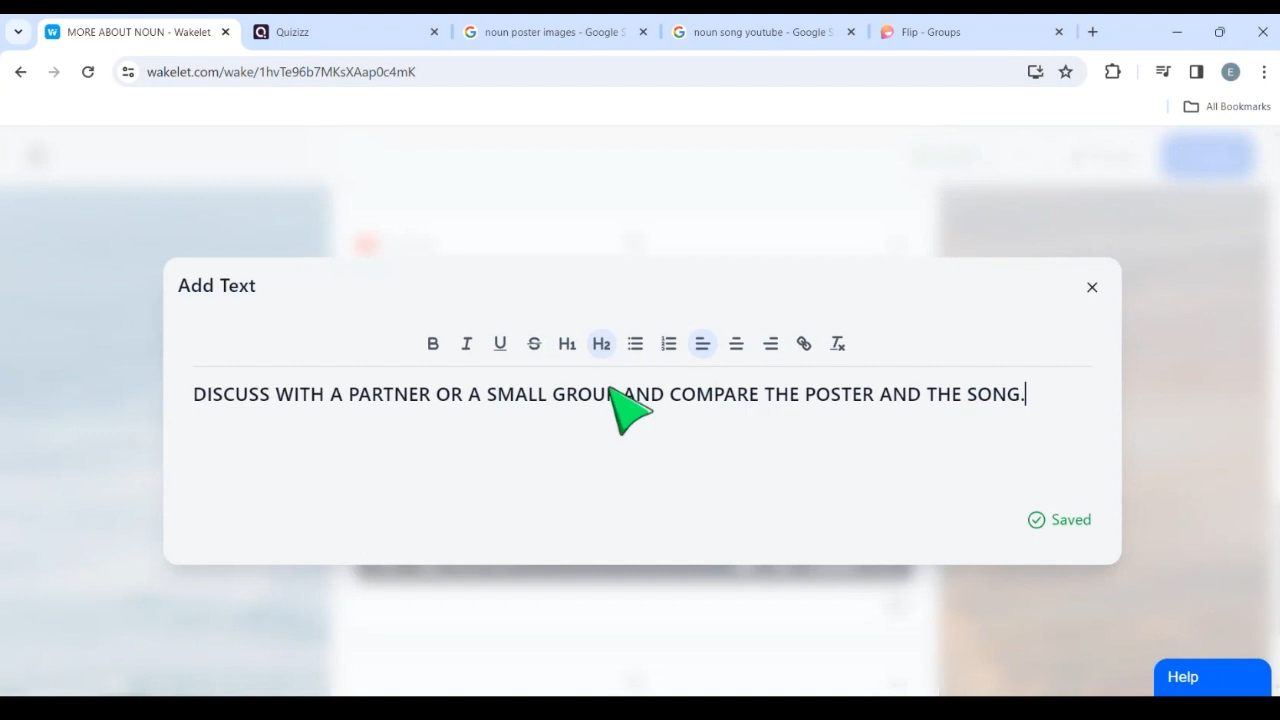 MORE ABOUT NOUN - Wakelet
Quizizz
noun poster images - Google S
noun song youtube - Google S
Flip - Groups
wakelet.com/wake/1hvTe96b7MKsXAap0c4mK
E
All Bookmarks
Add Text
B I U S H1 H2
DISCUSS WITH A PARTNER OR A SMALL GROUP AND COMPARE THE POSTER AND THE SONG.
Saved
Help